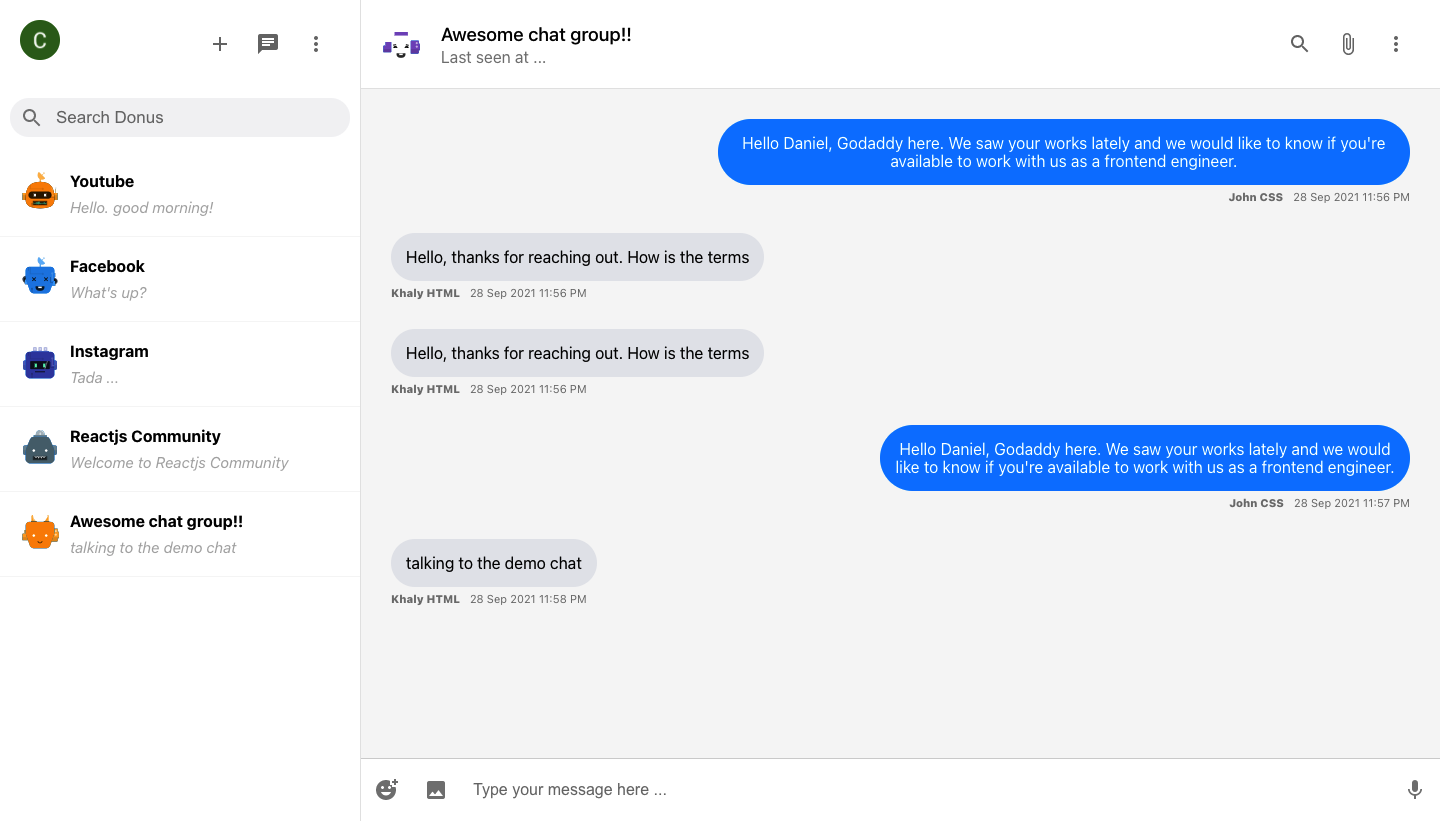 C
Search Donus
Youtube
Hello. good morning!
Facebook
What's up?
Instagram
Tada ...
Reactjs Community
Welcome to Reactjs Community
Awesome chat group!!
talking to the demo chat
Awesome chat group!!
Last seen at ...
Hello Daniel, Godaddy here. We saw your works lately and we would like to know if you're
available to work with us as a frontend engineer.
John CSS 28 Sep 2021 11:56 PM
Hello, thanks for reaching out. How is the terms
Khaly HTML 28 Sep 2021 11:56 PM
Hello, thanks for reaching out. How is the terms
Khaly HTML 28 Sep 2021 11:56 PM
Hello Daniel, Godaddy here. We saw your works lately and we would
like to know if you're available to work with us as a frontend engineer.
John CSS 28 Sep 2021 11:57 PM
talking to the demo chat
Khaly HTML 28 Sep 2021 11:58 PM
Type your message here ...